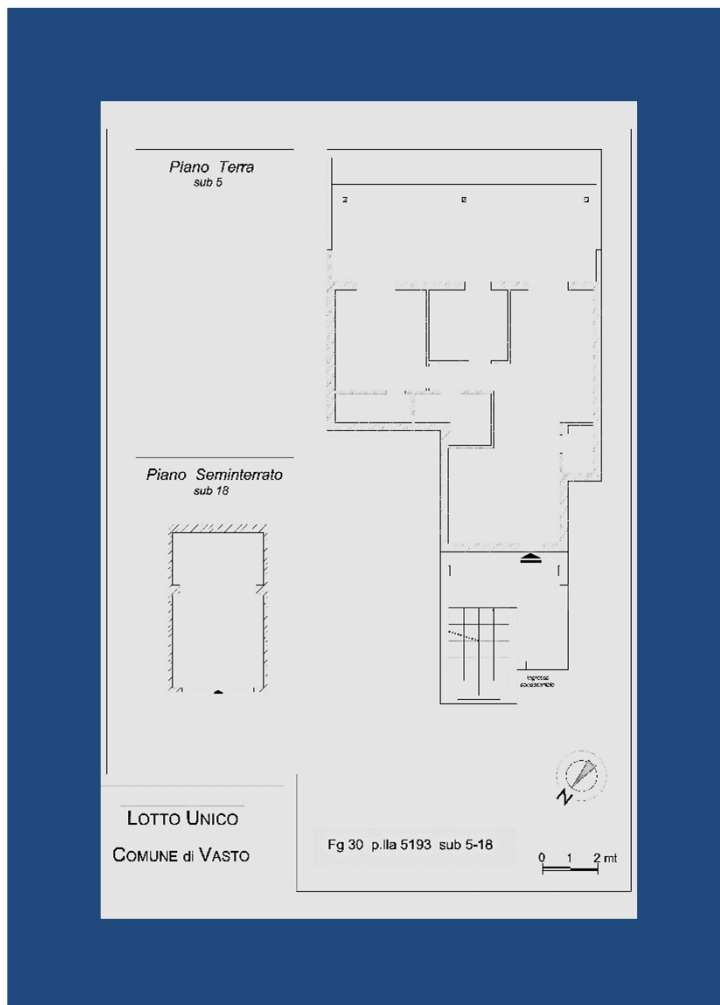 Piano Terra
sub 5
Piano Seminterrato
sub 18
Ingresso
N
LOTTO UNICO
COMUNE di VASTO
Fg 30 p.lla 5193 sub 5-18
0 1 2 mt